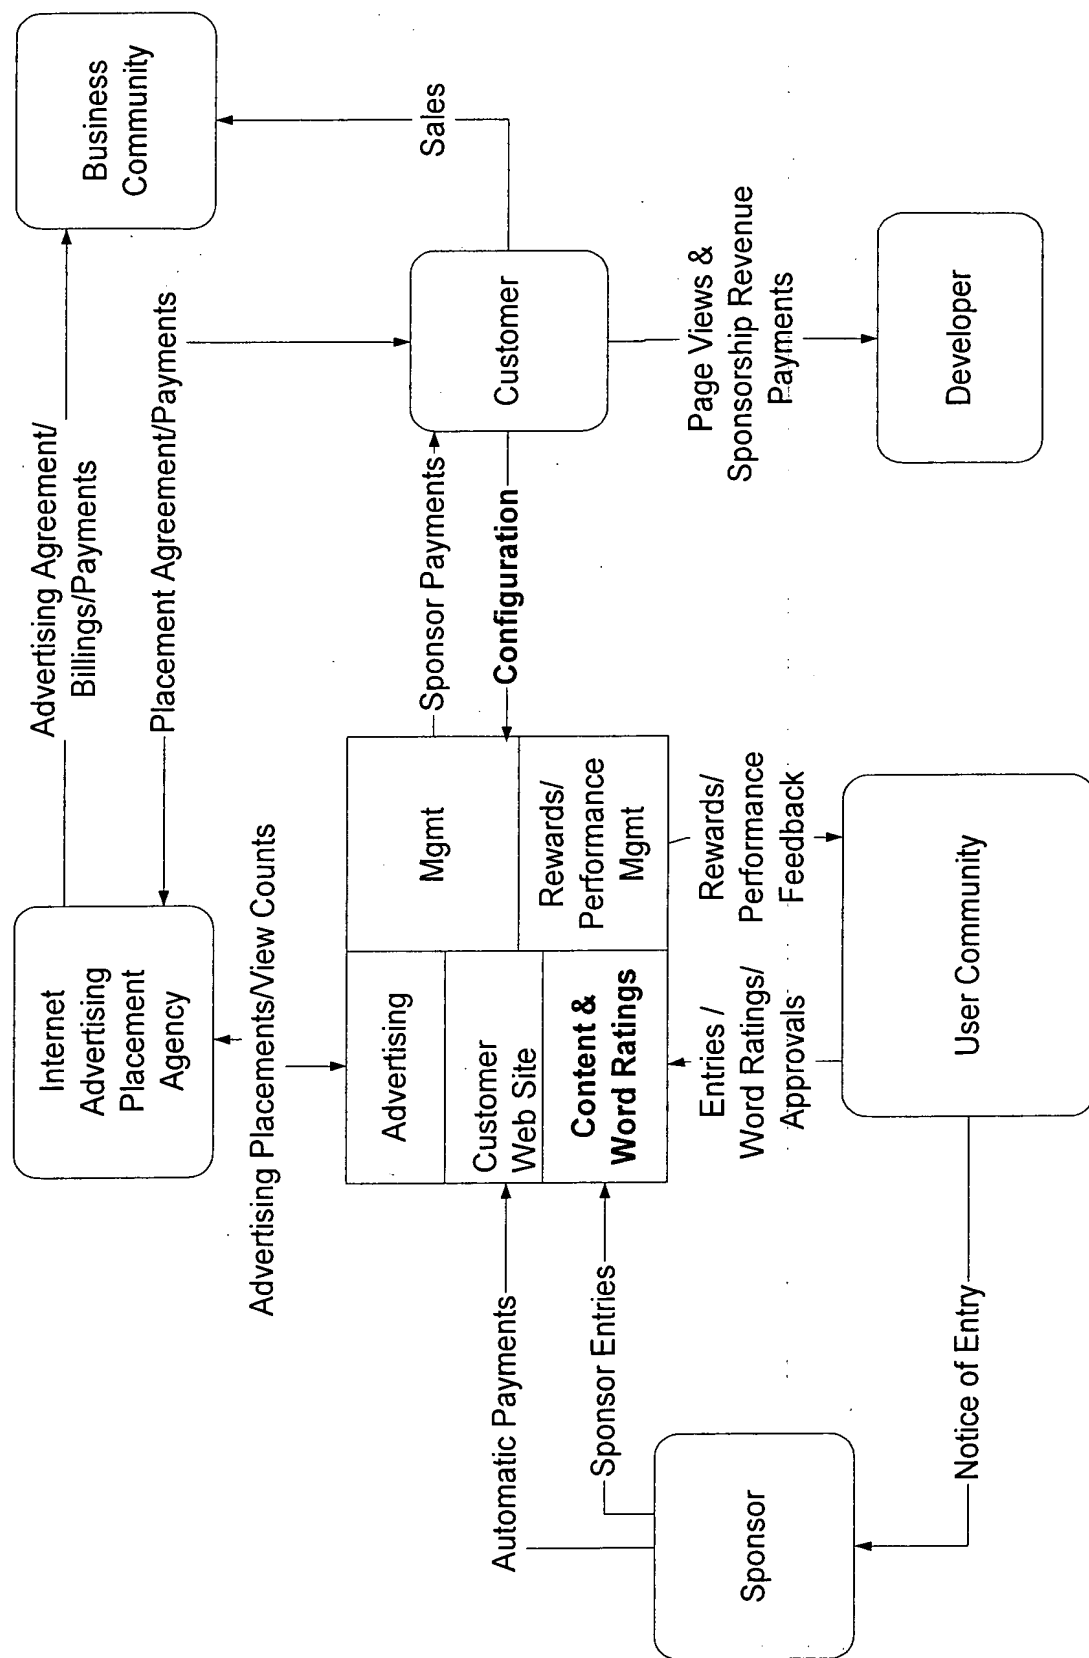 Internet
Advertising
Placement
Agency
Advertising Agreement/
Billings/Payments
Business
Community
Placement Agreement/Payments
Advertising Placements/View Counts
Sales
Advertising
Customer
Web Site
Content &
Word Ratings
Mgmt
Rewards/
Performance
Mgmt
Sponsor Payments
Configuration
Customer
Automatic Payments
Sponsor Entries
Page Views &
Sponsorship Revenue
Payments
Entries /
Word Ratings/
Approvals
Rewards/
Performance
Feedback
Sponsor
User Community
Developer
Notice of Entry